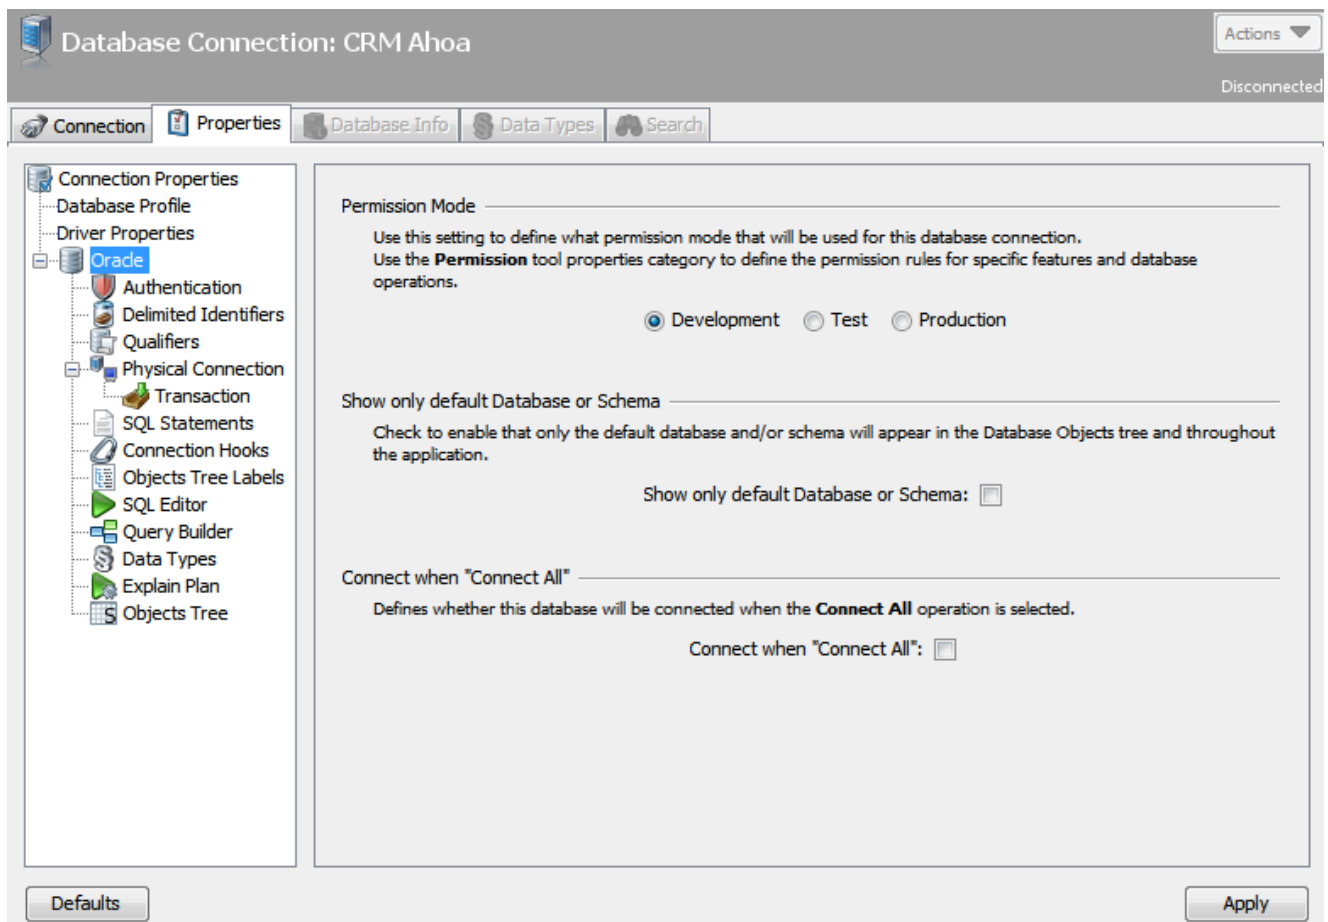 Database Connection: CRM Ahoa
Actions
Disconnected
Connection
Properties
Database Info
Data Types
Search
Connection Properties
Database Profile
Driver Properties
Oracle
Authentication
Delimited Identifiers
Qualifiers
Physical Connection
Transaction
SQL Statements
Connection Hooks
Objects Tree Labels
SQL Editor
Query Builder
Data Types
Explain Plan
Objects Tree
Permission Mode
Use this setting to define what permission mode that will be used for this database connection.
Use the Permission tool properties category to define the permission rules for specific features and database
operations.
Development Test Production
Show only default Database or Schema
Check to enable that only the default database and/or schema will appear in the Database Objects tree and throughout
the application.
Show only default Database or Schema:
Connect when "Connect All"
Defines whether this database will be connected when the Connect All operation is selected.
Connect when "Connect All":
Defaults
Apply